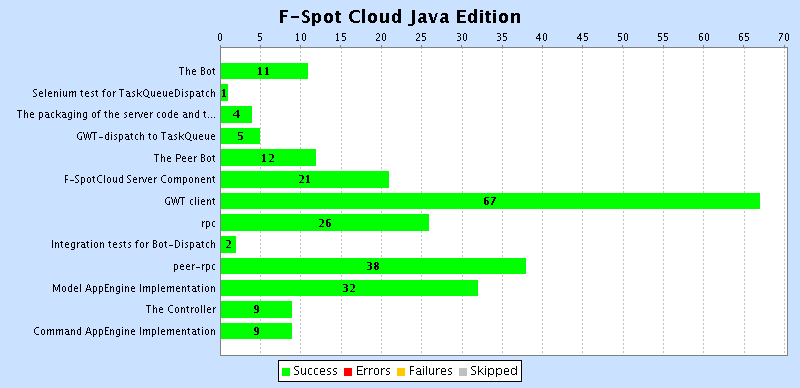 F-Spot Cloud Java Edition
0 5 10 15 20 25 30 35 40 45 50 55 60 65 70
The Bot 11
Selenium test for TaskQueueDispatch 1
The packaging of the server code and t... 4
GWT-dispatch to TaskQueue 5
The Peer Bot 12
F-SpotCloud Server Component 21
GWT client 67
rpc 26
Integration tests for Bot-Dispatch 2
peer-rpc 38
Model AppEngine Implementation 32
The Controller 9
Command AppEngine Implementation 9
Success Errors Failures Skipped